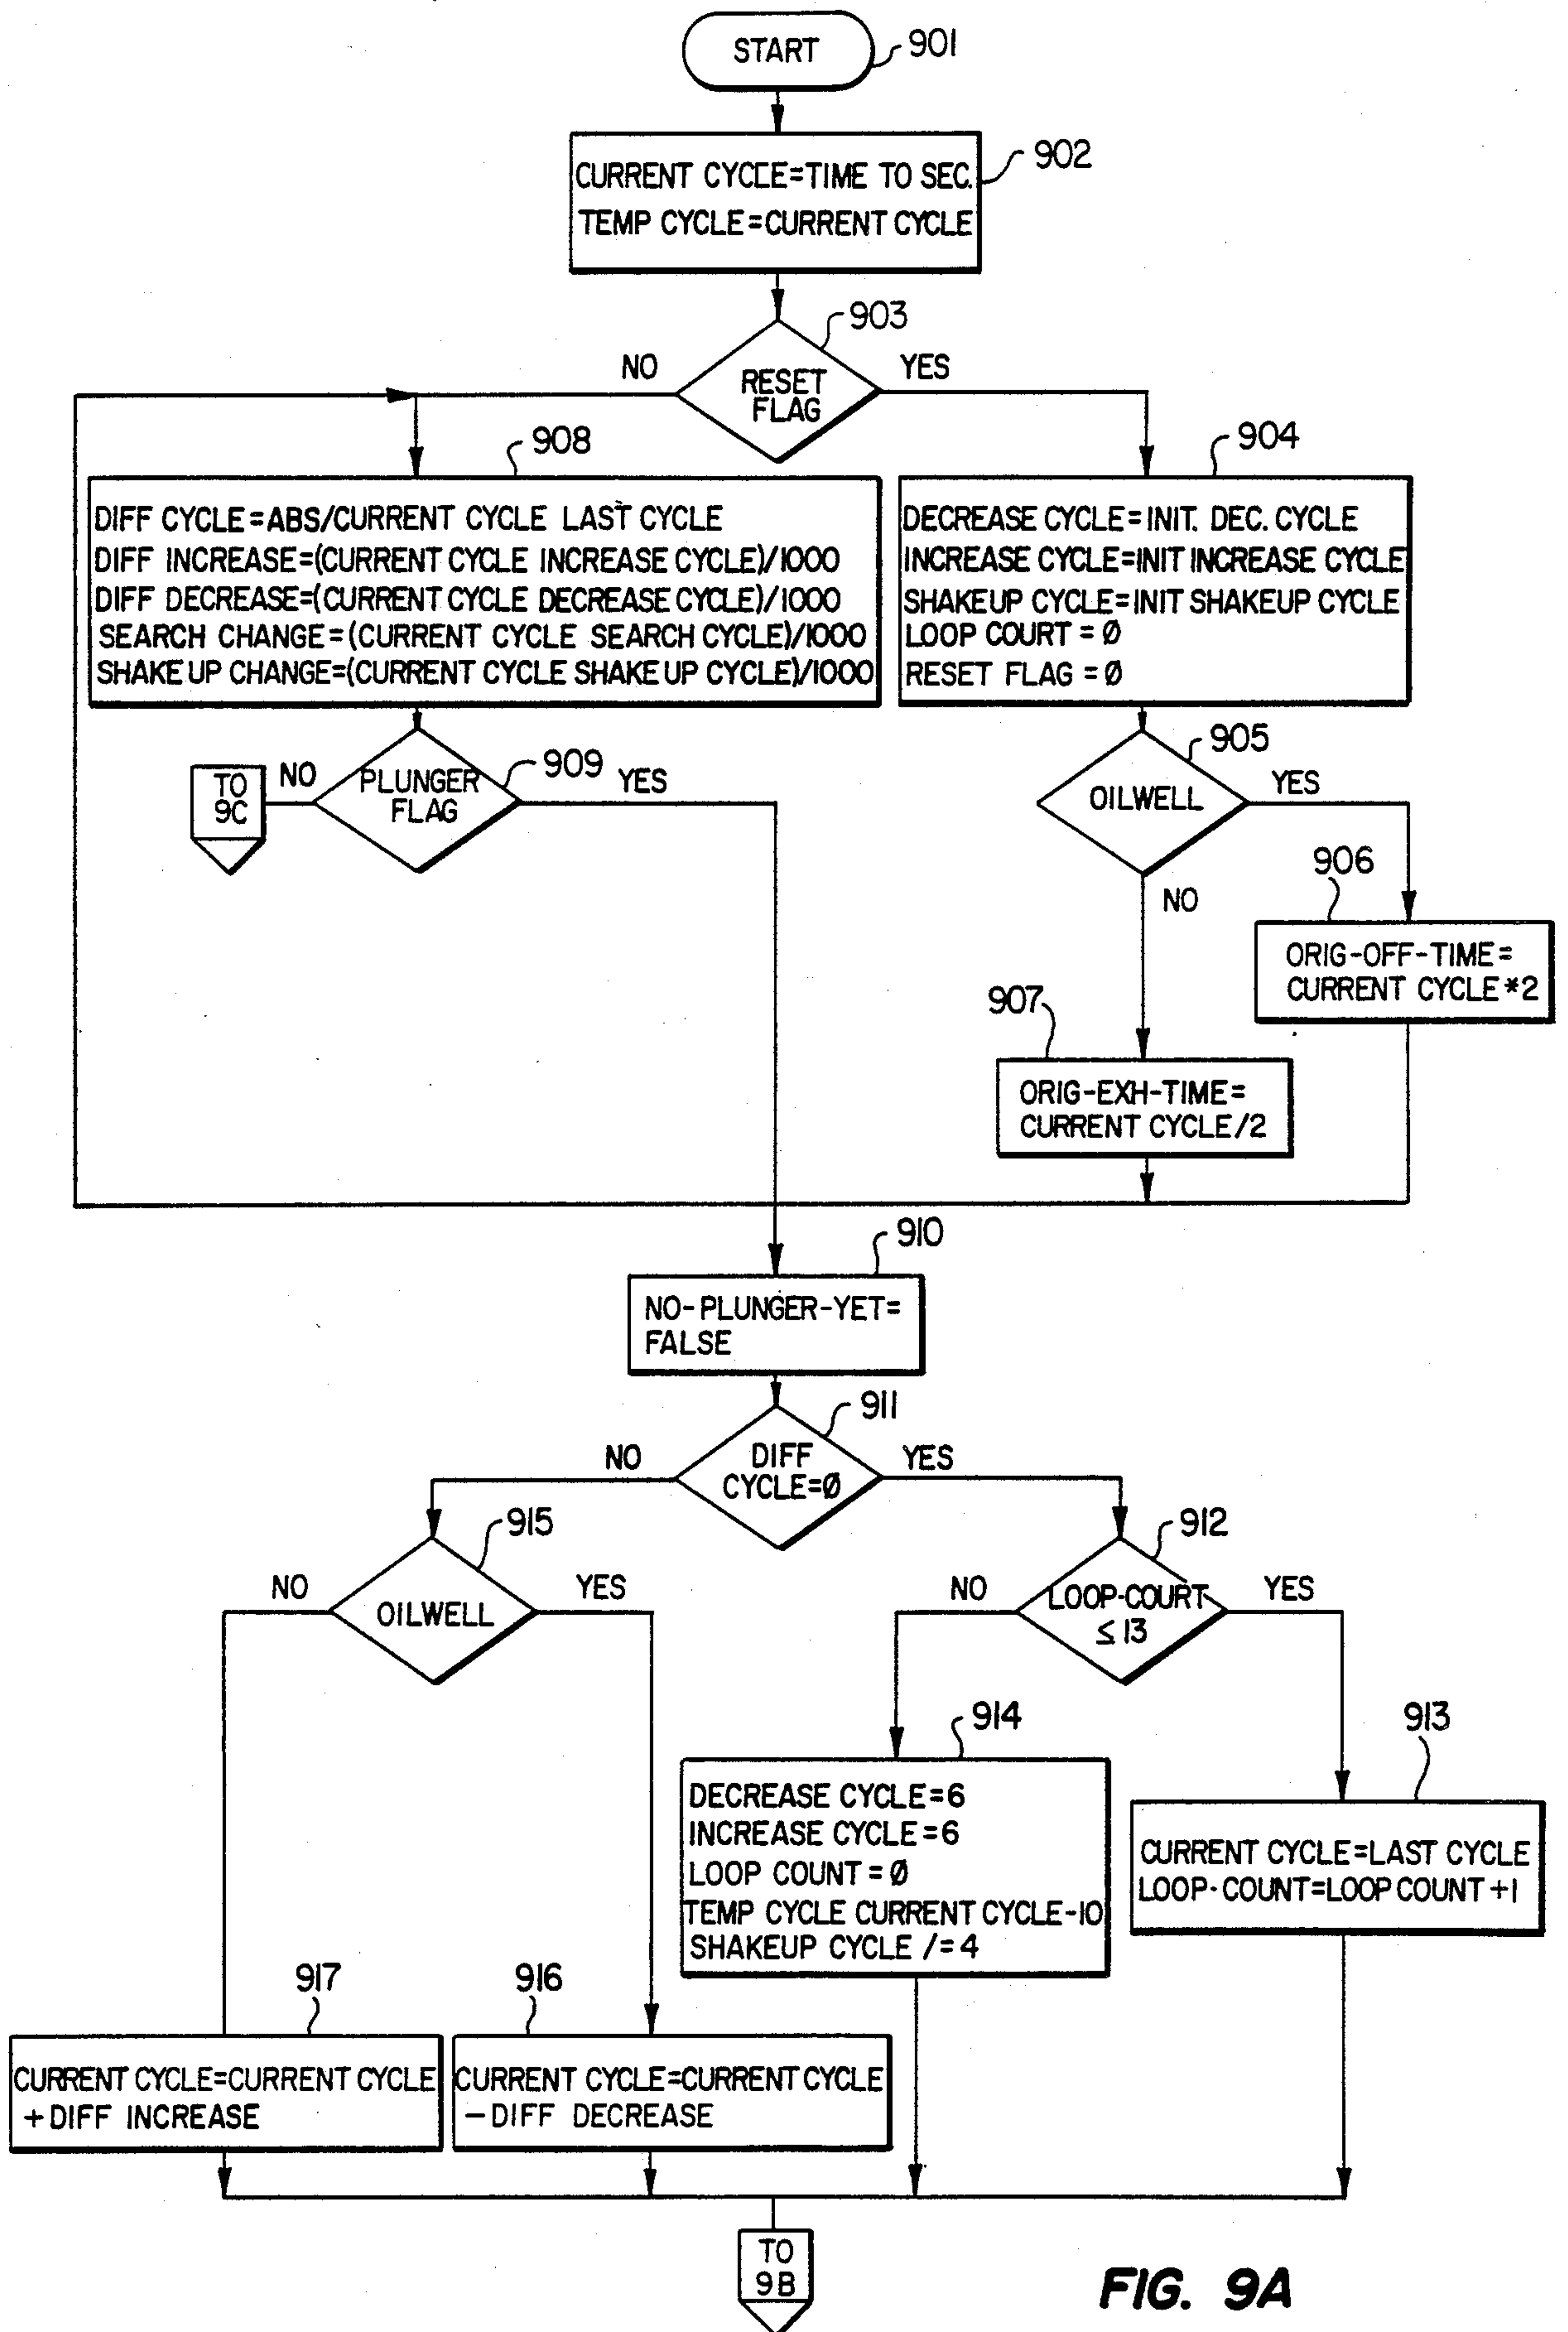 START
901
CURRENT CYCLE=TIME TO SEC.
TEMP CYCLE=CURRENT CYCLE
902
903
NO
RESET
FLAG
YES
908
DIFF CYCLE=ABS/CURRENT CYCLE LAST CYCLE
DIFF INCREASE=(CURRENT CYCLE INCREASE CYCLE)/1000
DIFF DECREASE=(CURRENT CYCLE DECREASE CYCLE)/1000
SEARCH CHANGE=(CURRENT CYCLE SEARCH CYCLE)/1000
SHAKE UP CHANGE=(CURRENT CYCLE SHAKE UP CYCLE)/1000
904
DECREASE CYCLE=INIT. DEC. CYCLE
INCREASE CYCLE=INIT INCREASE CYCLE
SHAKEUP CYCLE=INIT SHAKEUP CYCLE
LOOP COURT = Ø
RESET FLAG = Ø
TO
9C
NO
PLUNGER
FLAG
909
YES
905
OILWELL
YES
NO
906
ORIG-OFF-TIME=
CURRENT CYCLE *2
907
ORIG-EXH-TIME=
CURRENT CYCLE/2
910
NO-PLUNGER-YET=
FALSE
911
NO
DIFF
CYCLE=Ø
YES
915
NO
OILWELL
YES
912
NO
LOOP-COURT
≤ 13
YES
914
DECREASE CYCLE=6
INCREASE CYCLE=6
LOOP COUNT = Ø
TEMP CYCLE CURRENT CYCLE-10
SHAKEUP CYCLE /= 4
913
CURRENT CYCLE=LAST CYCLE
LOOP-COUNT=LOOP COUNT +1
917
CURRENT CYCLE=CURRENT CYCLE
+ DIFF INCREASE
916
CURRENT CYCLE=CURRENT CYCLE
- DIFF DECREASE
TO
9B
FIG. 9A